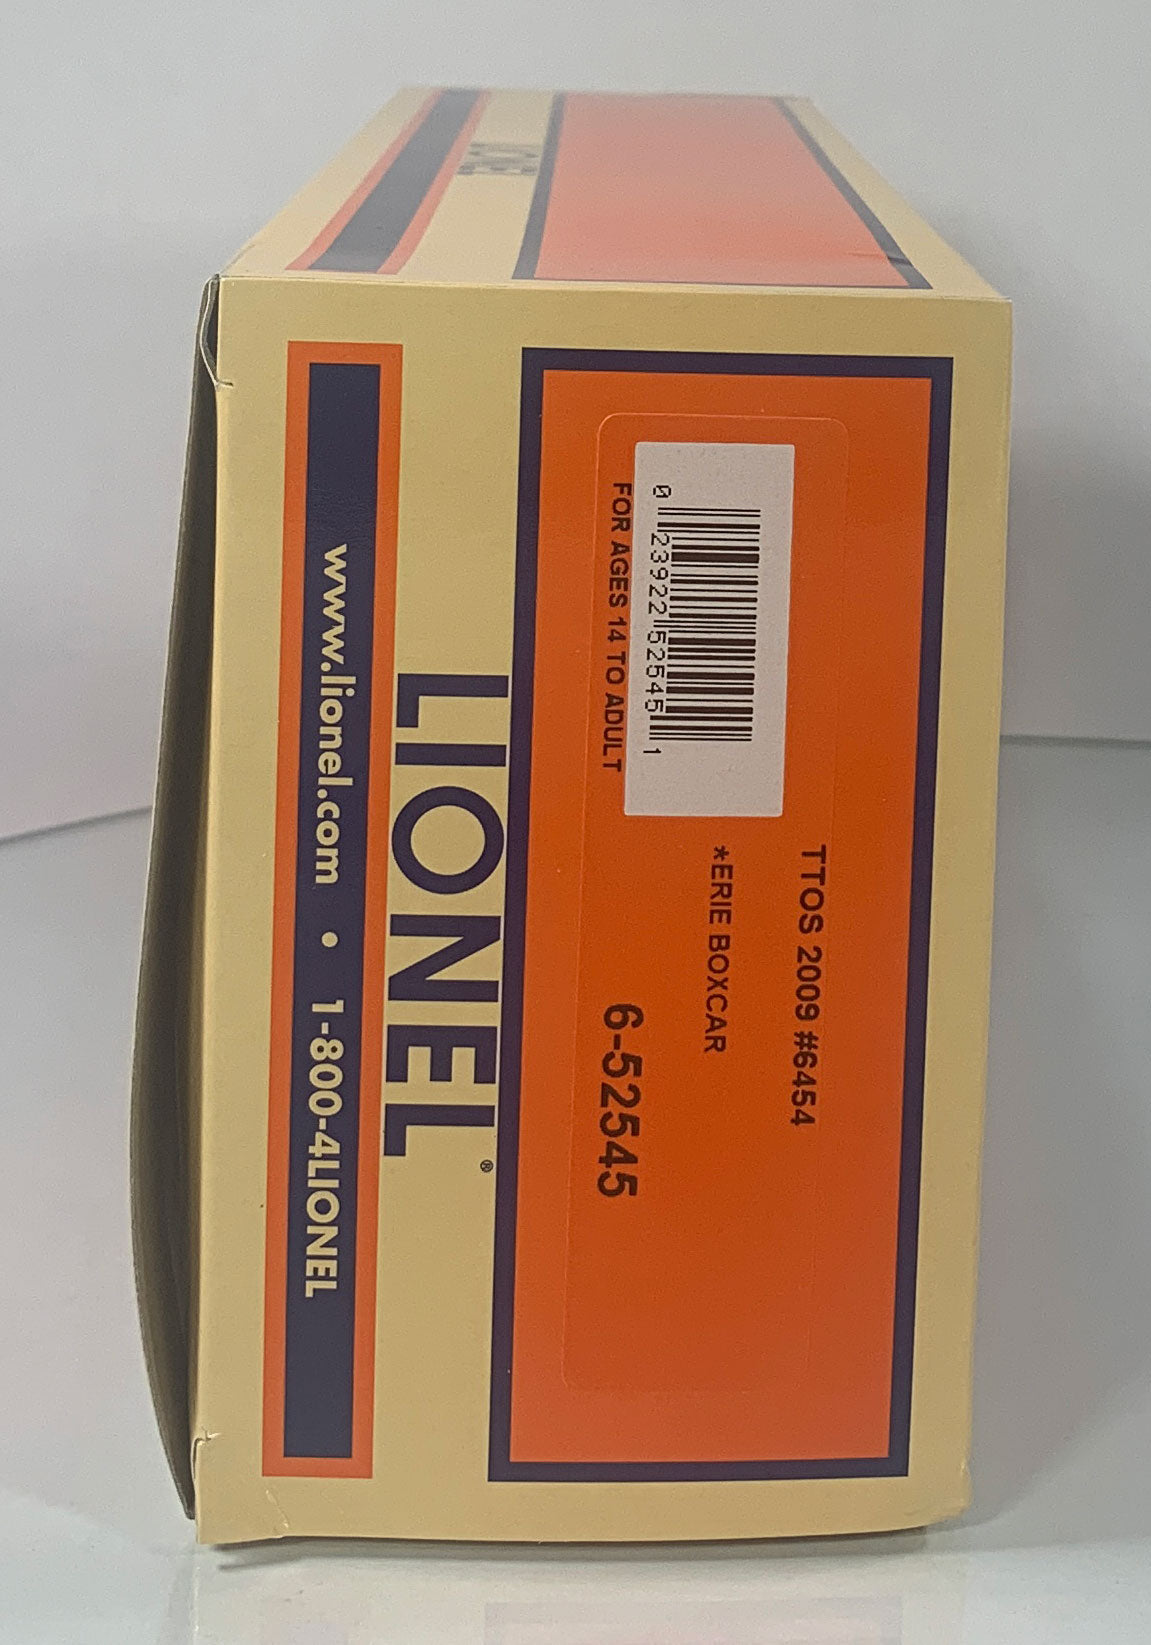 TTOS 2009 #6454
*ERIE BOXCAR
0 23922 52545 1
FOR AGES 14 TO ADULT
6-52545
LIONEL®
www.lionel.com • 1-800-4LIONEL